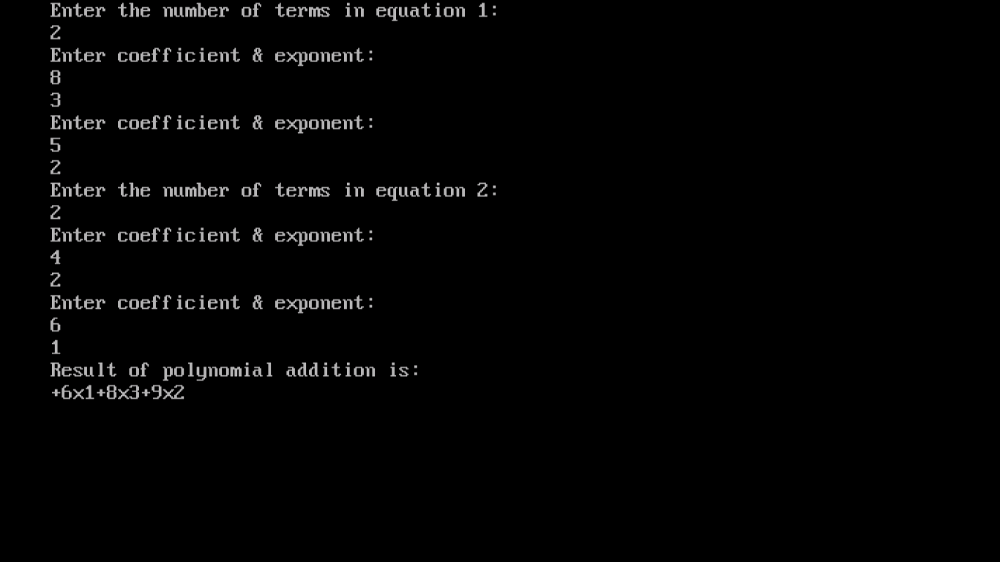 Enter the number of terms in equation 1:
2
Enter coefficient & exponent:
8
3
Enter coefficient & exponent:
5
2
Enter the number of terms in equation 2:
2
Enter coefficient & exponent:
4
2
Enter coefficient & exponent:
6
1
Result of polynomial addition is:
+6x1+8x3+9x2